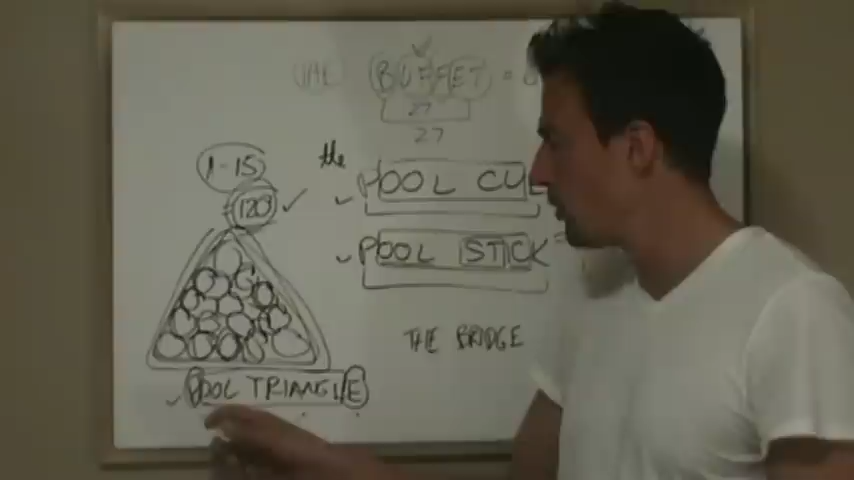 BUFFET =
27
27
1-15
the
POOL CUE
120
POOL STICK
THE BRIDGE
POOL TRIANGLE